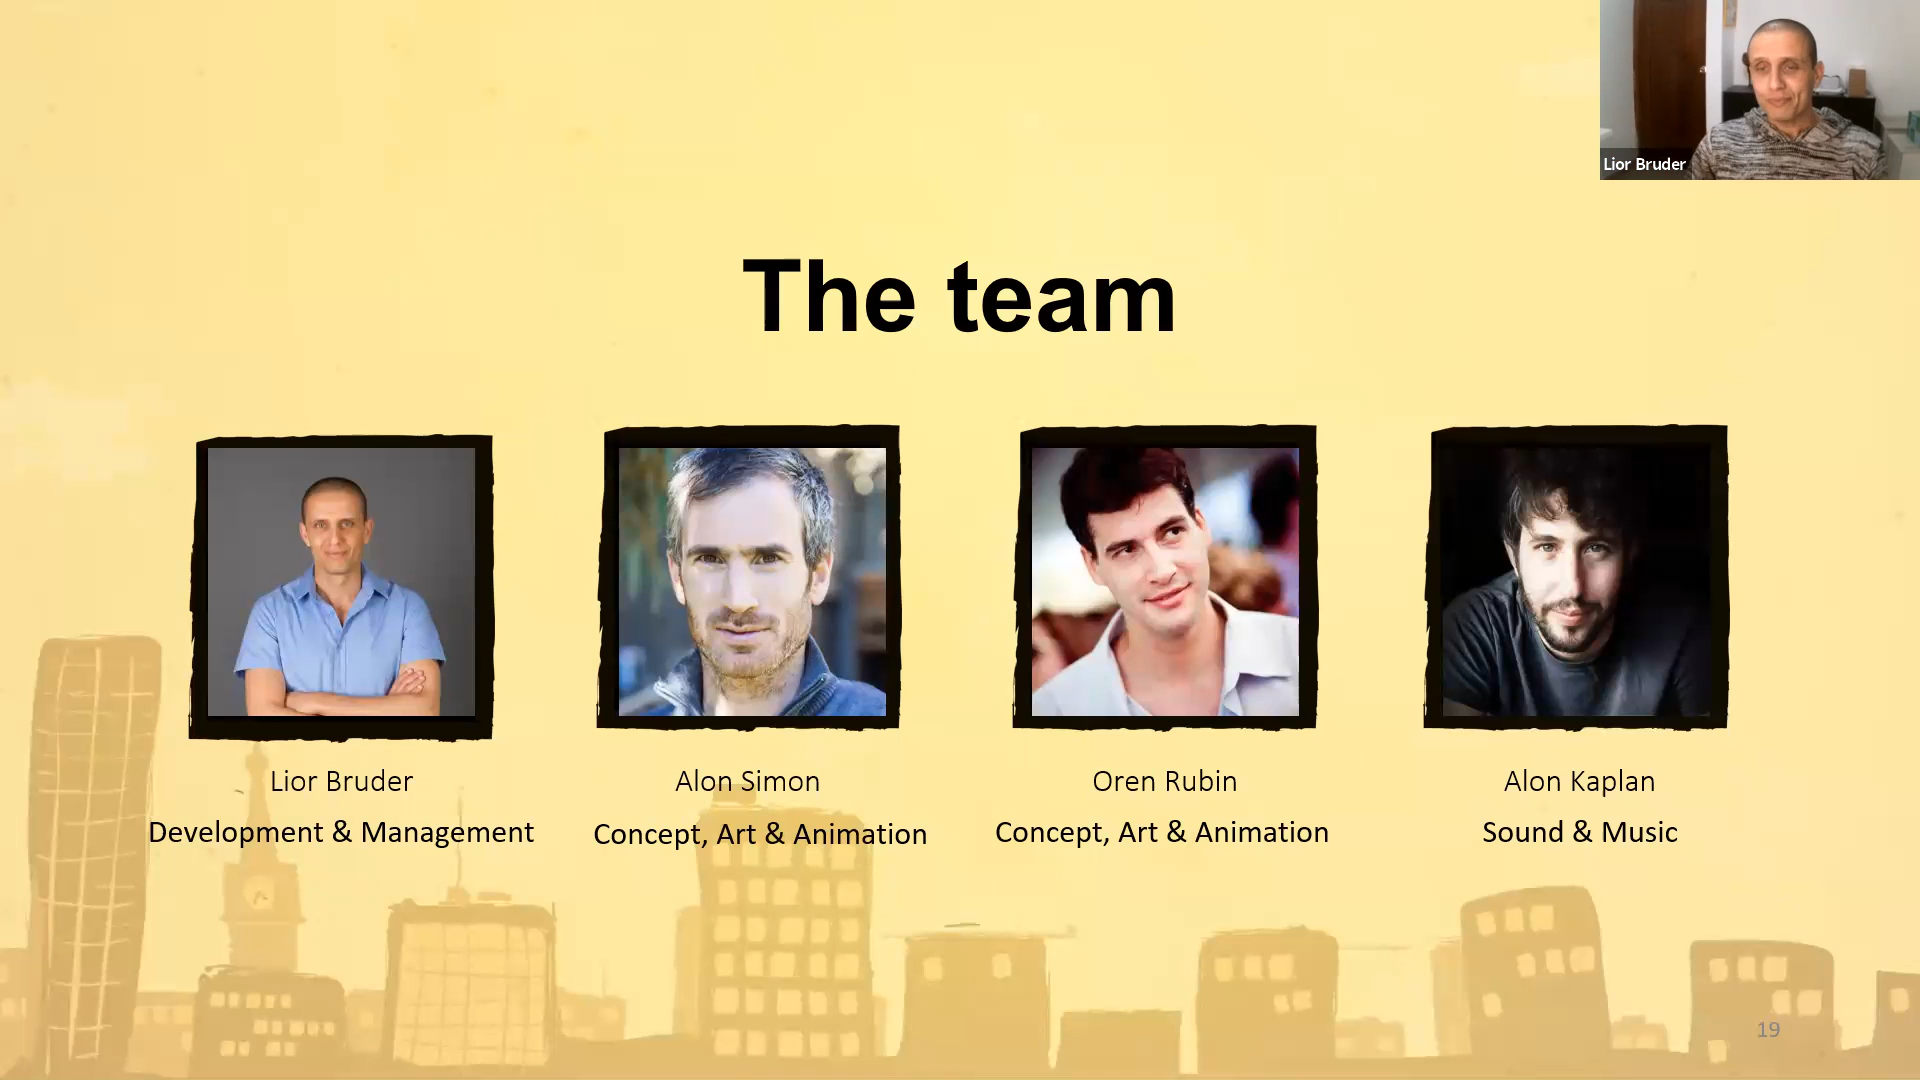 Lior Bruder
The team
Lior Bruder
Development & Management
Alon Simon
Concept, Art & Animation
Oren Rubin
Concept, Art & Animation
Alon Kaplan
Sound & Music
19